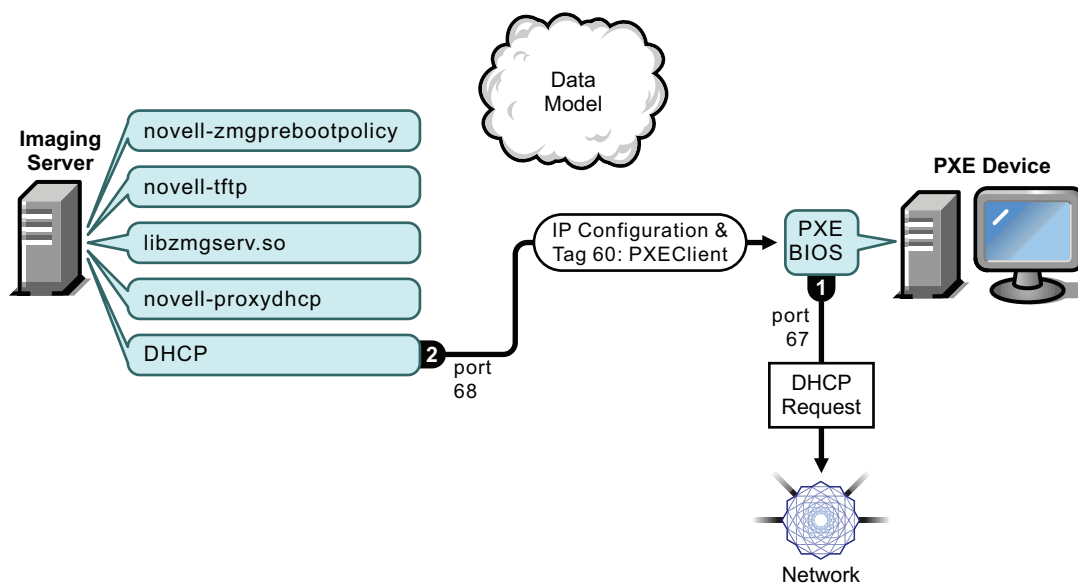 Data
Model
Imaging
Server
novell-zmgprebootpolicy
novell-tftp
libzmgserv.so
novell-proxydhcp
DHCP
2
port
68
IP Configuration &
Tag 60: PXEClient
PXE
BIOS
PXE Device
1
port
67
DHCP
Request
Network